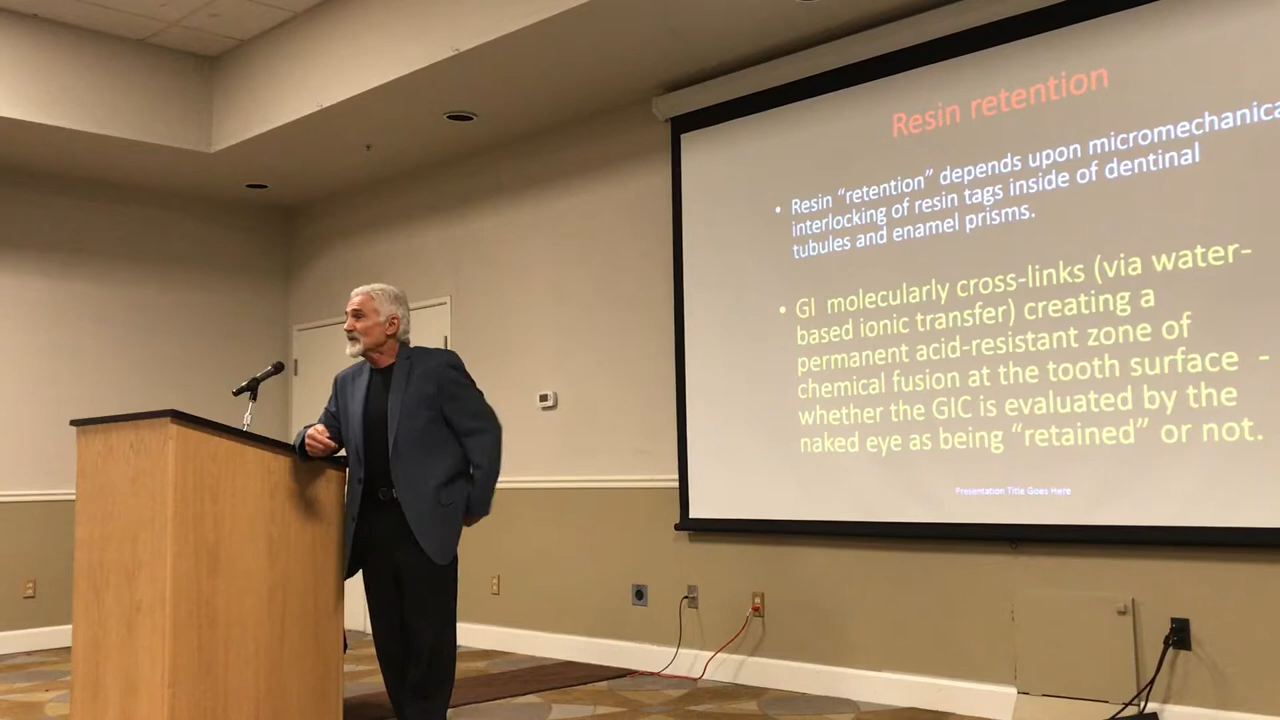 Resin retention
• Resin “retention” depends upon micromechanica
interlocking of resin tags inside of dentinal
tubules and enamel prisms.
• GI molecularly cross-links (via water-
based ionic transfer) creating a
permanent acid-resistant zone of
chemical fusion at the tooth surface -
whether the GIC is evaluated by the
naked eye as being “retained” or not.
Presentation Title Goes Here